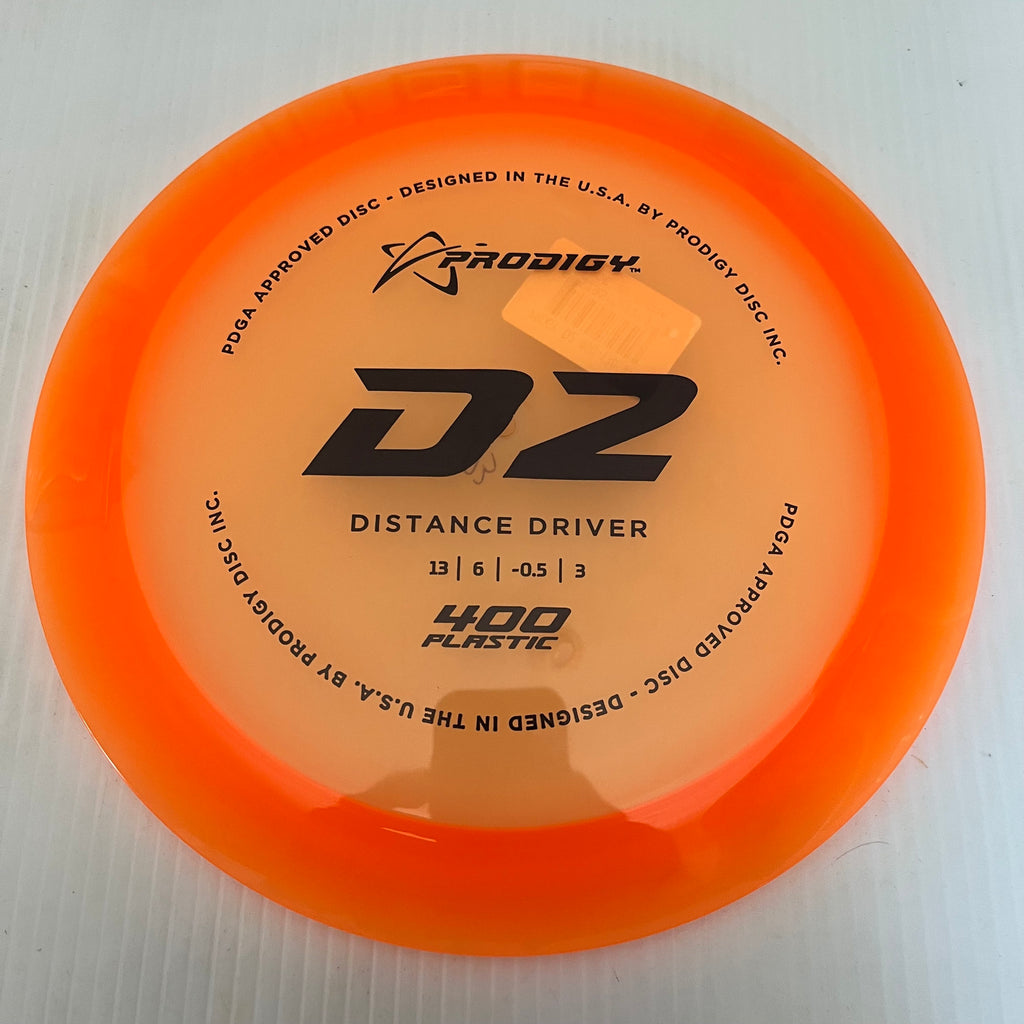 PDGA APPROVED DISC - DESIGNED IN THE U.S.A. BY PRODIGY DISC INC.
PRODIGY™
D2
DISTANCE DRIVER
13 | 6 | -0.5 | 3
400
PLASTIC
PDGA APPROVED DISC - DESIGNED IN THE U.S.A. BY PRODIGY DISC INC.